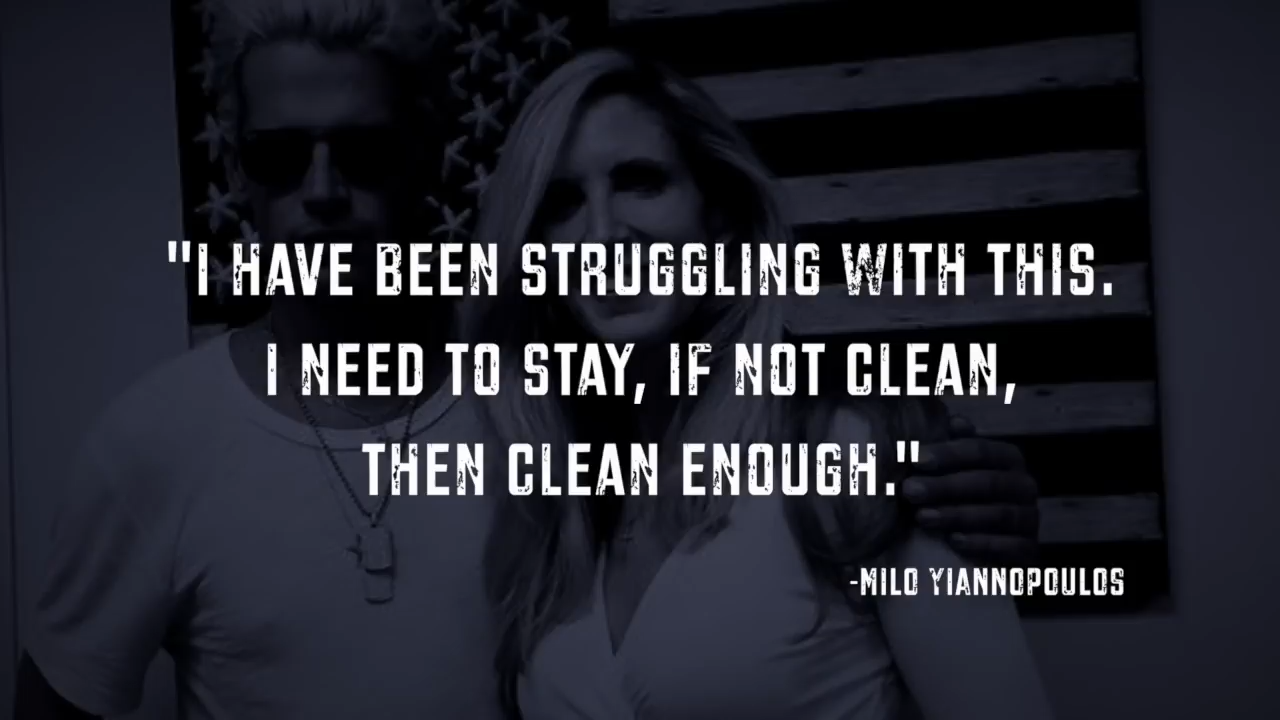 "I HAVE BEEN STRUGGLING WITH THIS.
I NEED TO STAY, IF NOT CLEAN,
THEN CLEAN ENOUGH."
-MILO YIANNOPOULOS